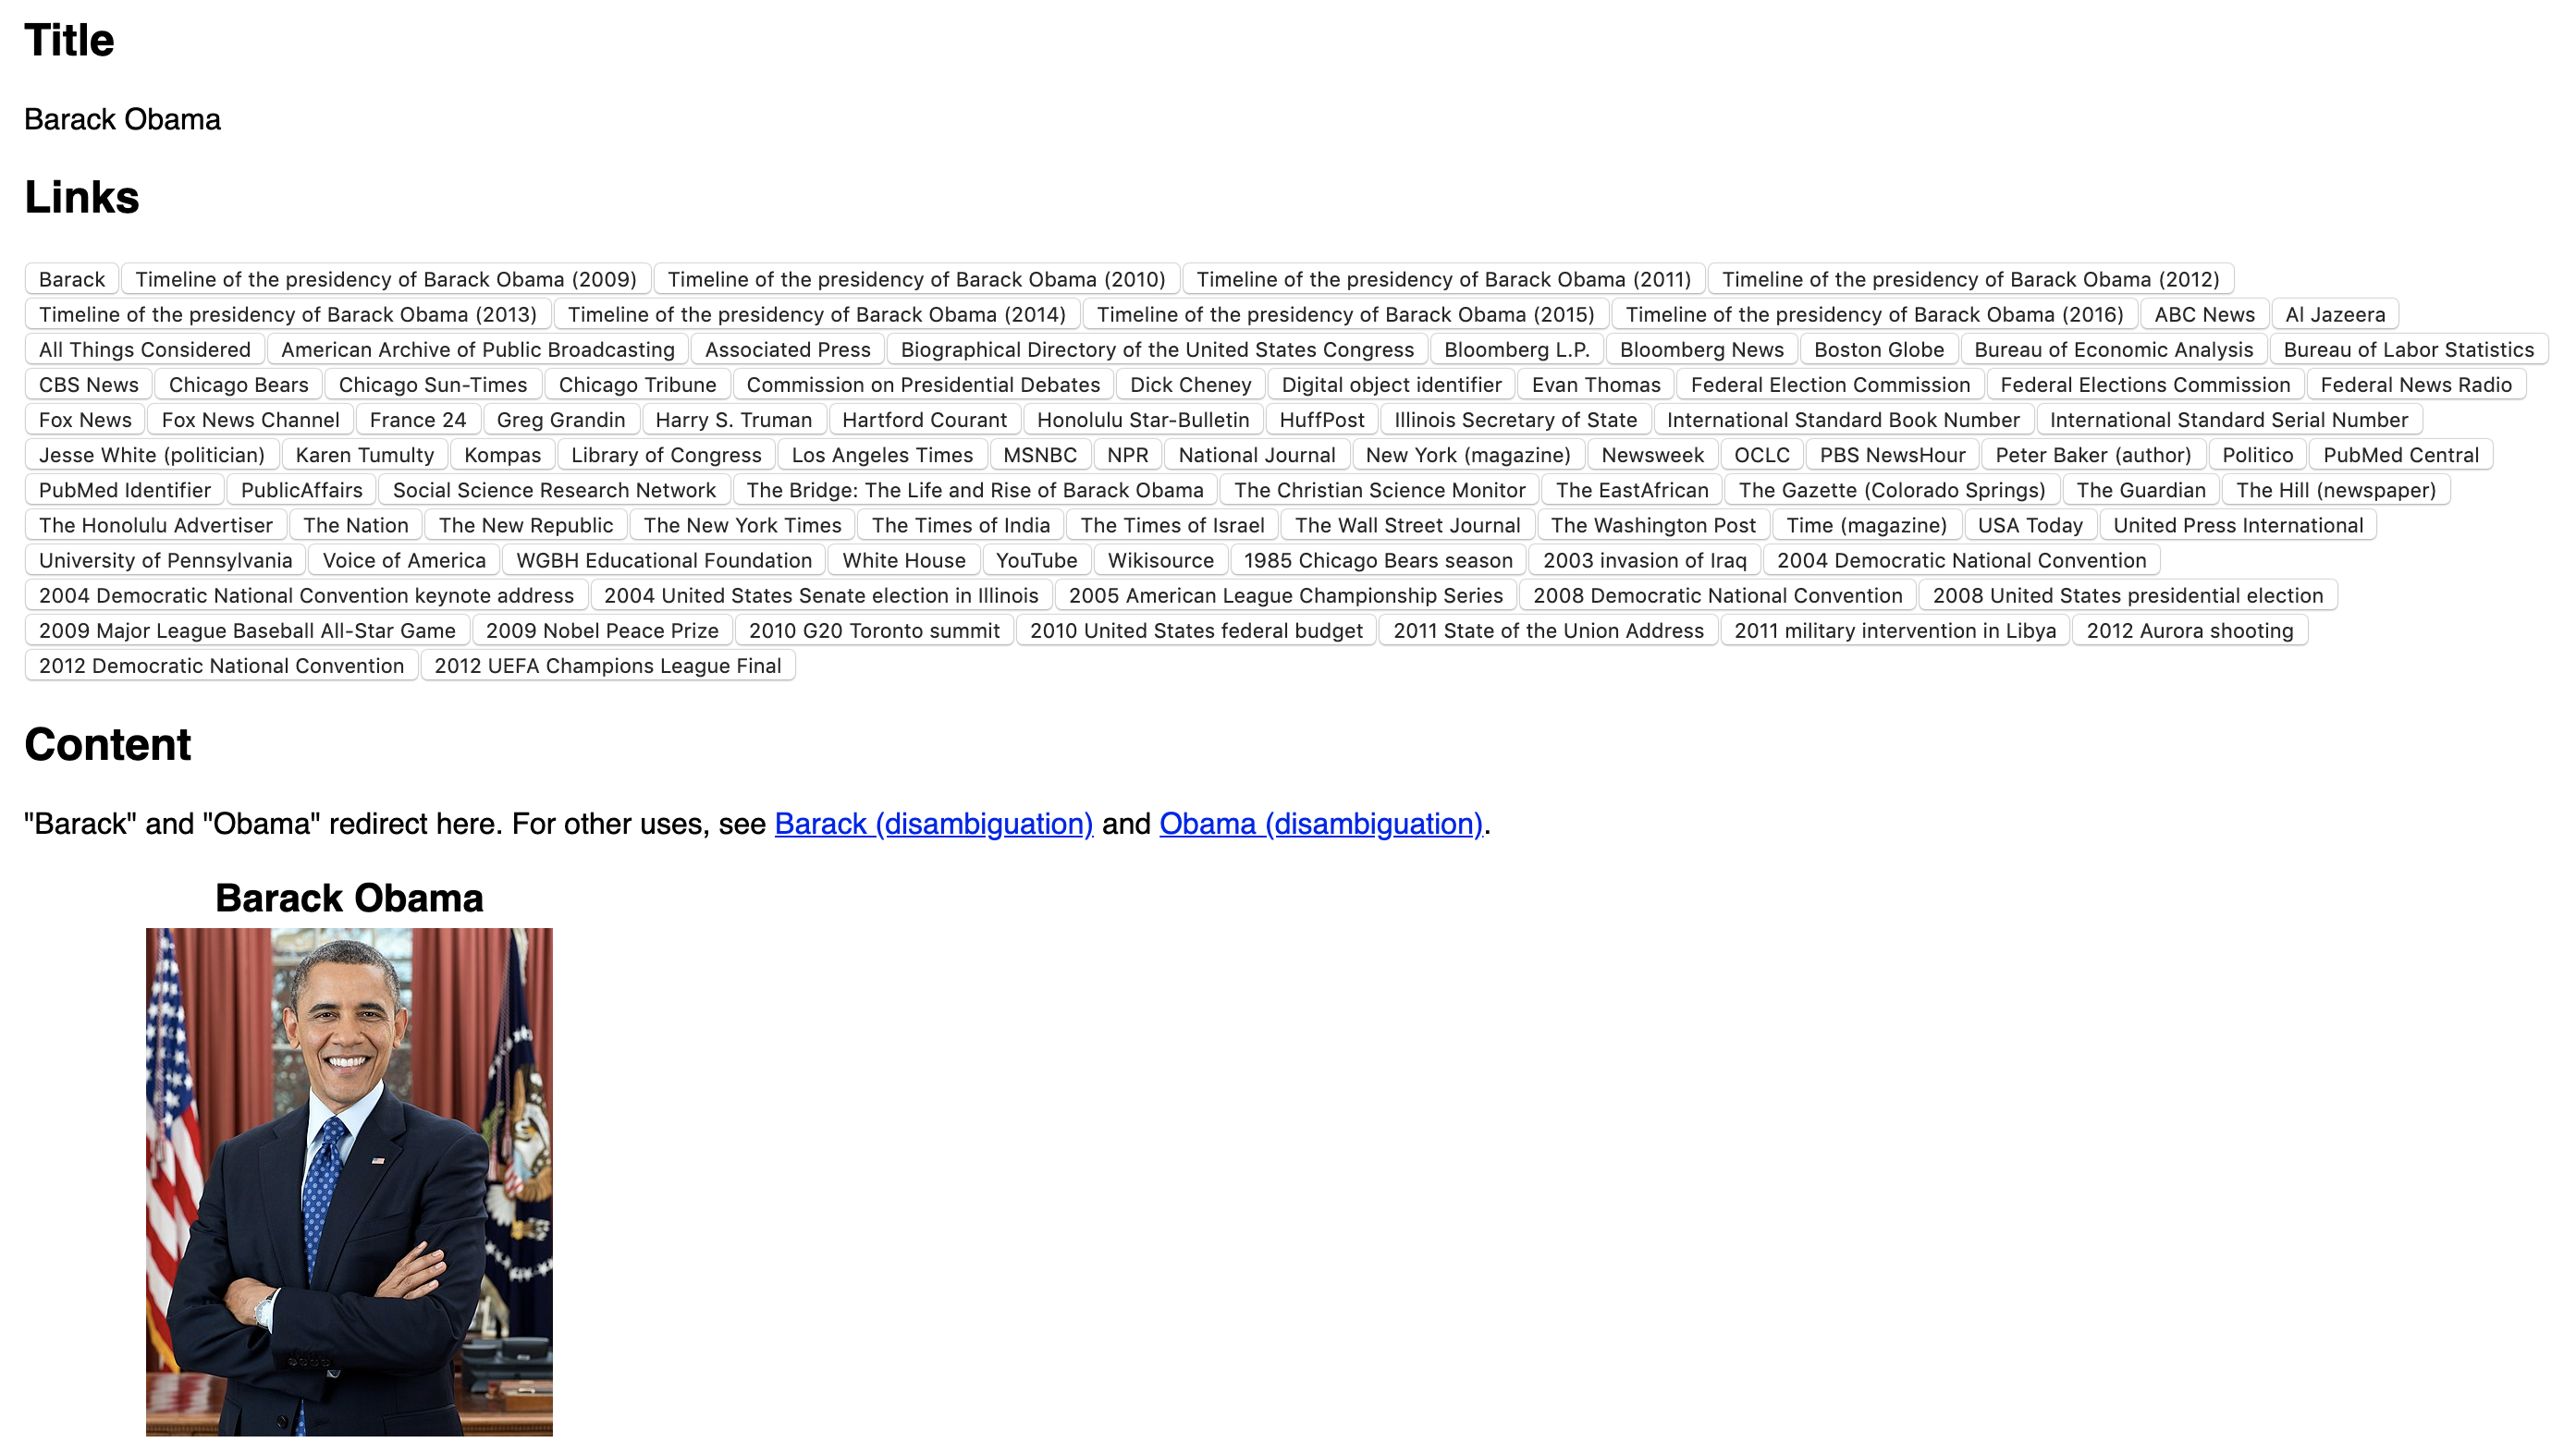 Title
Barack Obama
Links
Barack Timeline of the presidency of Barack Obama (2009) Timeline of the presidency of Barack Obama (2010) Timeline of the presidency of Barack Obama (2011) Timeline of the presidency of Barack Obama (2012)
Timeline of the presidency of Barack Obama (2013) Timeline of the presidency of Barack Obama (2014) Timeline of the presidency of Barack Obama (2015) Timeline of the presidency of Barack Obama (2016) ABC News Al Jazeera
All Things Considered American Archive of Public Broadcasting Associated Press Biographical Directory of the United States Congress Bloomberg L.P. Bloomberg News Boston Globe Bureau of Economic Analysis Bureau of Labor Statistics
CBS News Chicago Bears Chicago Sun-Times Chicago Tribune Commission on Presidential Debates Dick Cheney Digital object identifier Evan Thomas Federal Election Commission Federal Elections Commission Federal News Radio
Fox News Fox News Channel France 24 Greg Grandin Harry S. Truman Hartford Courant Honolulu Star-Bulletin HuffPost Illinois Secretary of State International Standard Book Number International Standard Serial Number
Jesse White (politician) Karen Tumulty Kompas Library of Congress Los Angeles Times MSNBC NPR National Journal New York (magazine) Newsweek OCLC PBS NewsHour Peter Baker (author) Politico PubMed Central
PubMed Identifier PublicAffairs Social Science Research Network The Bridge: The Life and Rise of Barack Obama The Christian Science Monitor The EastAfrican The Gazette (Colorado Springs) The Guardian The Hill (newspaper)
The Honolulu Advertiser The Nation The New Republic The New York Times The Times of India The Times of Israel The Wall Street Journal The Washington Post Time (magazine) USA Today United Press International
University of Pennsylvania Voice of America WGBH Educational Foundation White House YouTube Wikisource 1985 Chicago Bears season 2003 invasion of Iraq 2004 Democratic National Convention
2004 Democratic National Convention keynote address 2004 United States Senate election in Illinois 2005 American League Championship Series 2008 Democratic National Convention 2008 United States presidential election
2009 Major League Baseball All-Star Game 2009 Nobel Peace Prize 2010 G20 Toronto summit 2010 United States federal budget 2011 State of the Union Address 2011 military intervention in Libya 2012 Aurora shooting
2012 Democratic National Convention 2012 UEFA Champions League Final
Content
"Barack" and "Obama" redirect here. For other uses, see Barack (disambiguation) and Obama (disambiguation).
Barack Obama